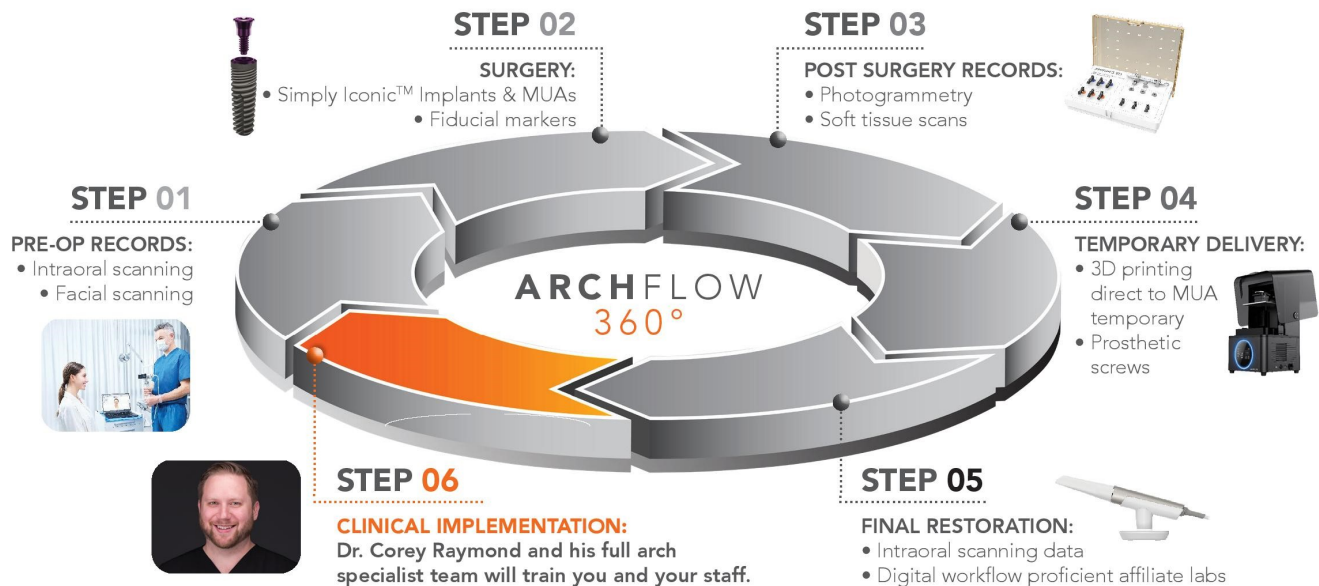 STEP 01
PRE-OP RECORDS:
• Intraoral scanning
• Facial scanning
STEP 02
SURGERY:
• Simply Iconic™ Implants & MUAs
• Fiducial markers
STEP 03
POST SURGERY RECORDS:
• Photogrammetry
• Soft tissue scans
STEP 04
TEMPORARY DELIVERY:
• 3D printing
direct to MUA
temporary
• Prosthetic
screws
ARCHFLOW
360°
STEP 05
FINAL RESTORATION:
• Intraoral scanning data
• Digital workflow proficient affiliate labs
STEP 06
CLINICAL IMPLEMENTATION:
Dr. Corey Raymond and his full arch
specialist team will train you and your staff.